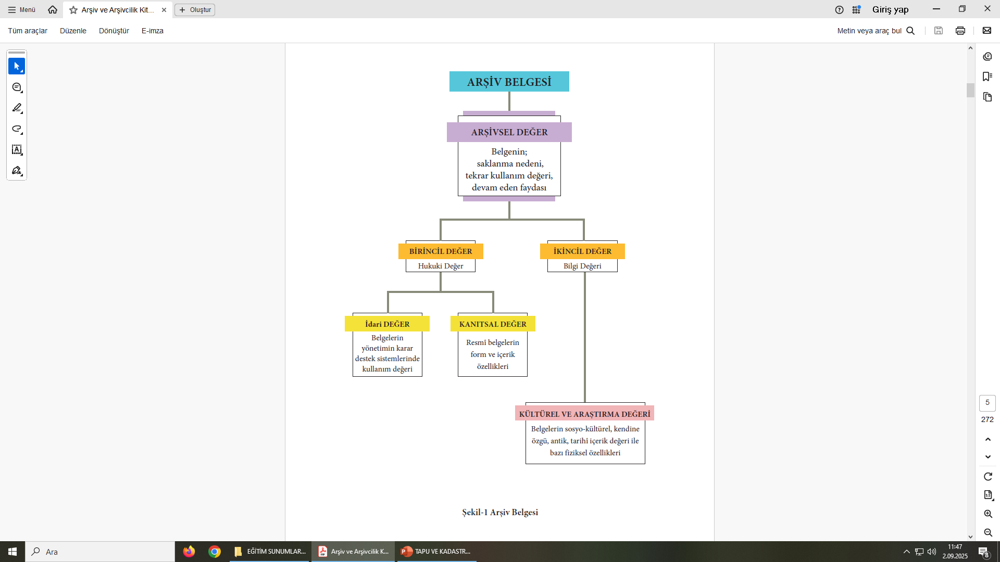 Menü
Arşiv ve Arşivcilik Kit...
Oluştur
Giriş yap
Tüm araçlar
Düzenle
Dönüştür
E-imza
Metin veya araç bul
ARŞİV BELGESİ
ARŞİVSEL DEĞER
Belgenin;
saklanma nedeni,
tekrar kullanım değeri,
devam eden faydası
BİRİNCİL DEĞER
Hukuki Değer
İKİNCİL DEĞER
Bilgi Değeri
İdari DEĞER
Belgelerin
yönetimin karar
destek sistemlerinde
kullanım değeri
KANITSAL DEĞER
Resmî belgelerin
form ve içerik
özellikleri
KÜLTÜREL VE ARAŞTIRMA DEĞERİ
Belgelerin sosyo-kültürel, kendine
özgü, antik, tarihî içerik değeri ile
bazı fiziksel özellikleri
Şekil-1 Arşiv Belgesi
5
272
1:1
Ara
EĞİTİM SUNUMLAR...
Arşiv ve Arşivcilik K...
TAPU VE KADASTR...
11:47
2.09.2025
8